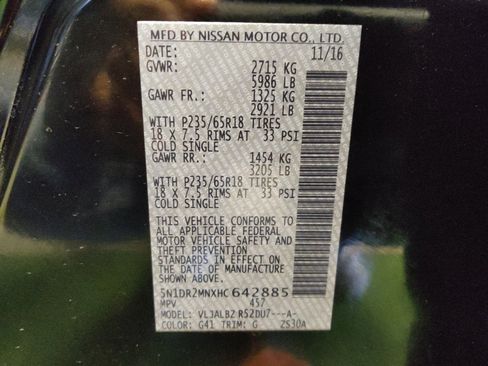 MFD BY NISSAN MOTOR CO., LTD.
DATE: 11/16
GVWR: 2715 KG
5986 LB
GAWR FR.: 1325 KG
2921 LB
WITH P235/65R18 TIRES
18 X 7.5 RIMS AT 33 PSI
COLD SINGLE
GAWR RR.: 1454 KG
3205 LB
WITH P235/65R18 TIRES
18 X 7.5 RIMS AT 33 PSI
COLD SINGLE
THIS VEHICLE CONFORMS TO
ALL APPLICABLE FEDERAL
MOTOR VEHICLE SAFETY AND
THEFT PREVENTION
STANDARDS IN EFFECT ON
THE DATE OF MANUFACTURE
SHOWN ABOVE.
5N1DR2MNXHC 642885
MPV 457
MODEL: VLJALBZ R52DU7---A-
COLOR: G41 TRIM: G ZS30A